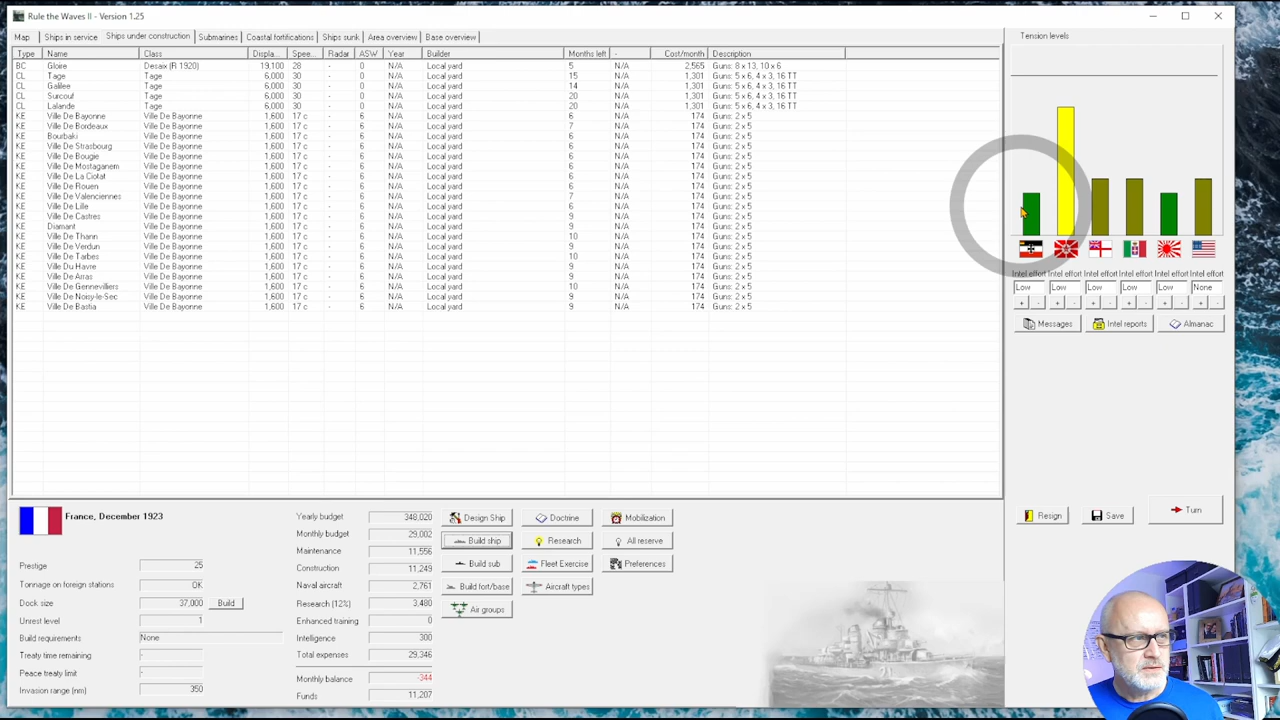 Rule the Waves II - Version 1.25
Map Ships in service Ships under construction Submarines Coastal fortifications Ships sunk Area overview Base overview
Type Name Class Displa... Spee... Radar ASW Year Builder Months left - Cost/month Description
BC Gloire Desaix (R 1920) 19,100 28 - 0 N/A Local yard 5 N/A 2,565 Guns: 8 x 13, 10 x 6
CL Tage Tage 6,000 30 - 0 N/A Local yard 15 N/A 1,301 Guns: 5 x 6, 4 x 3, 16 TT
CL Galilee Tage 6,000 30 - 0 N/A Local yard 14 N/A 1,301 Guns: 5 x 6, 4 x 3, 16 TT
CL Surcouf Tage 6,000 30 - 0 N/A Local yard 20 N/A 1,301 Guns: 5 x 6, 4 x 3, 16 TT
CL Lalande Tage 6,000 30 - 0 N/A Local yard 20 N/A 1,301 Guns: 5 x 6, 4 x 3, 16 TT
KE Ville De Bayonne Ville De Bayonne 1,600 17 c - 6 N/A Local yard 6 N/A 174 Guns: 2 x 5
KE Ville De Bordeaux Ville De Bayonne 1,600 17 c - 6 N/A Local yard 7 N/A 174 Guns: 2 x 5
KE Bourbaki Ville De Bayonne 1,600 17 c - 6 N/A Local yard 6 N/A 174 Guns: 2 x 5
KE Ville De Strasbourg Ville De Bayonne 1,600 17 c - 6 N/A Local yard 6 N/A 174 Guns: 2 x 5
KE Ville De Bougie Ville De Bayonne 1,600 17 c - 6 N/A Local yard 6 N/A 174 Guns: 2 x 5
KE Ville De Mostaganem Ville De Bayonne 1,600 17 c - 6 N/A Local yard 6 N/A 174 Guns: 2 x 5
KE Ville De La Ciotat Ville De Bayonne 1,600 17 c - 6 N/A Local yard 6 N/A 174 Guns: 2 x 5
KE Ville De Rouen Ville De Bayonne 1,600 17 c - 6 N/A Local yard 6 N/A 174 Guns: 2 x 5
KE Ville De Valenciennes Ville De Bayonne 1,600 17 c - 6 N/A Local yard 7 N/A 174 Guns: 2 x 5
KE Ville De Lille Ville De Bayonne 1,600 17 c - 6 N/A Local yard 6 N/A 174 Guns: 2 x 5
KE Ville De Castres Ville De Bayonne 1,600 17 c - 6 N/A Local yard 9 N/A 174 Guns: 2 x 5
KE Diamant Ville De Bayonne 1,600 17 c - 6 N/A Local yard 9 N/A 174 Guns: 2 x 5
KE Ville De Thann Ville De Bayonne 1,600 17 c - 6 N/A Local yard 10 N/A 174 Guns: 2 x 5
KE Ville De Verdun Ville De Bayonne 1,600 17 c - 6 N/A Local yard 9 N/A 174 Guns: 2 x 5
KE Ville De Tarbes Ville De Bayonne 1,600 17 c - 6 N/A Local yard 10 N/A 174 Guns: 2 x 5
KE Ville Du Havre Ville De Bayonne 1,600 17 c - 6 N/A Local yard 9 N/A 174 Guns: 2 x 5
KE Ville De Arras Ville De Bayonne 1,600 17 c - 6 N/A Local yard 9 N/A 174 Guns: 2 x 5
KE Ville De Gennevilliers Ville De Bayonne 1,600 17 c - 6 N/A Local yard 10 N/A 174 Guns: 2 x 5
KE Ville De Noisy-le-Sec Ville De Bayonne 1,600 17 c - 6 N/A Local yard 9 N/A 174 Guns: 2 x 5
KE Ville De Bastia Ville De Bayonne 1,600 17 c - 6 N/A Local yard 9 N/A 174 Guns: 2 x 5
Tension levels
Intel effort Intel effort Intel effort Intel effort Intel effort Intel effort
Low Low Low Low Low None
+ - + - + - + - + - + -
Messages Intel reports Almanac
France, December 1923
Prestige 25
Tonnage on foreign stations OK
Dock size 37,000 Build
Unrest level 1
Build requirements None
Treaty time remaining -
Peace treaty limit -
Invasion range (nm) 350
Yearly budget 348,020
Monthly budget 29,002
Maintenance 11,556
Construction 11,249
Naval aircraft 2,761
Research (12%) 3,480
Enhanced training 0
Intelligence 300
Total expenses 29,346
Monthly balance -344
Funds 11,207
Design Ship Doctrine Mobilization
Build ship Research All reserve
Build sub Fleet Exercise Preferences
Build fort/base Aircraft types
Air groups
Resign Save Turn
21